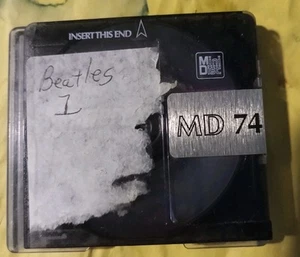 INSERT THIS END
Mini
Disc
Beatles
1
MD 74